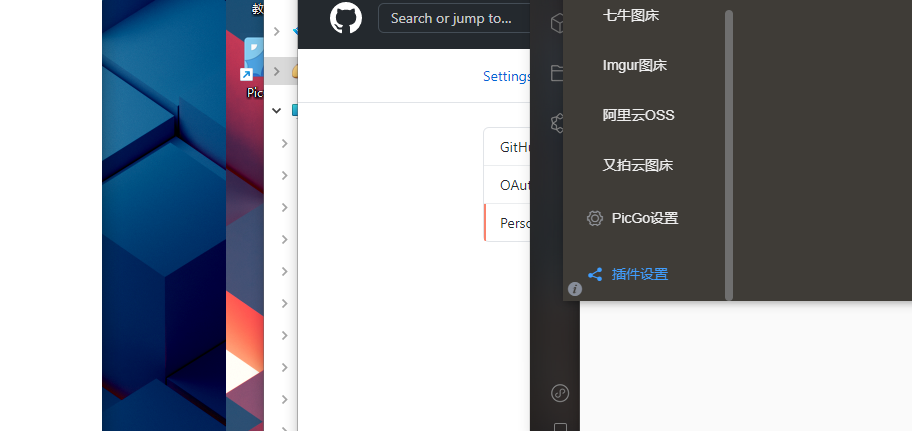 教
Pic
Search or jump to...
Settings
GitHu
OAut
Perso
七牛图床
Imgur图床
阿里云OSS
又拍云图床
PicGo设置
插件设置